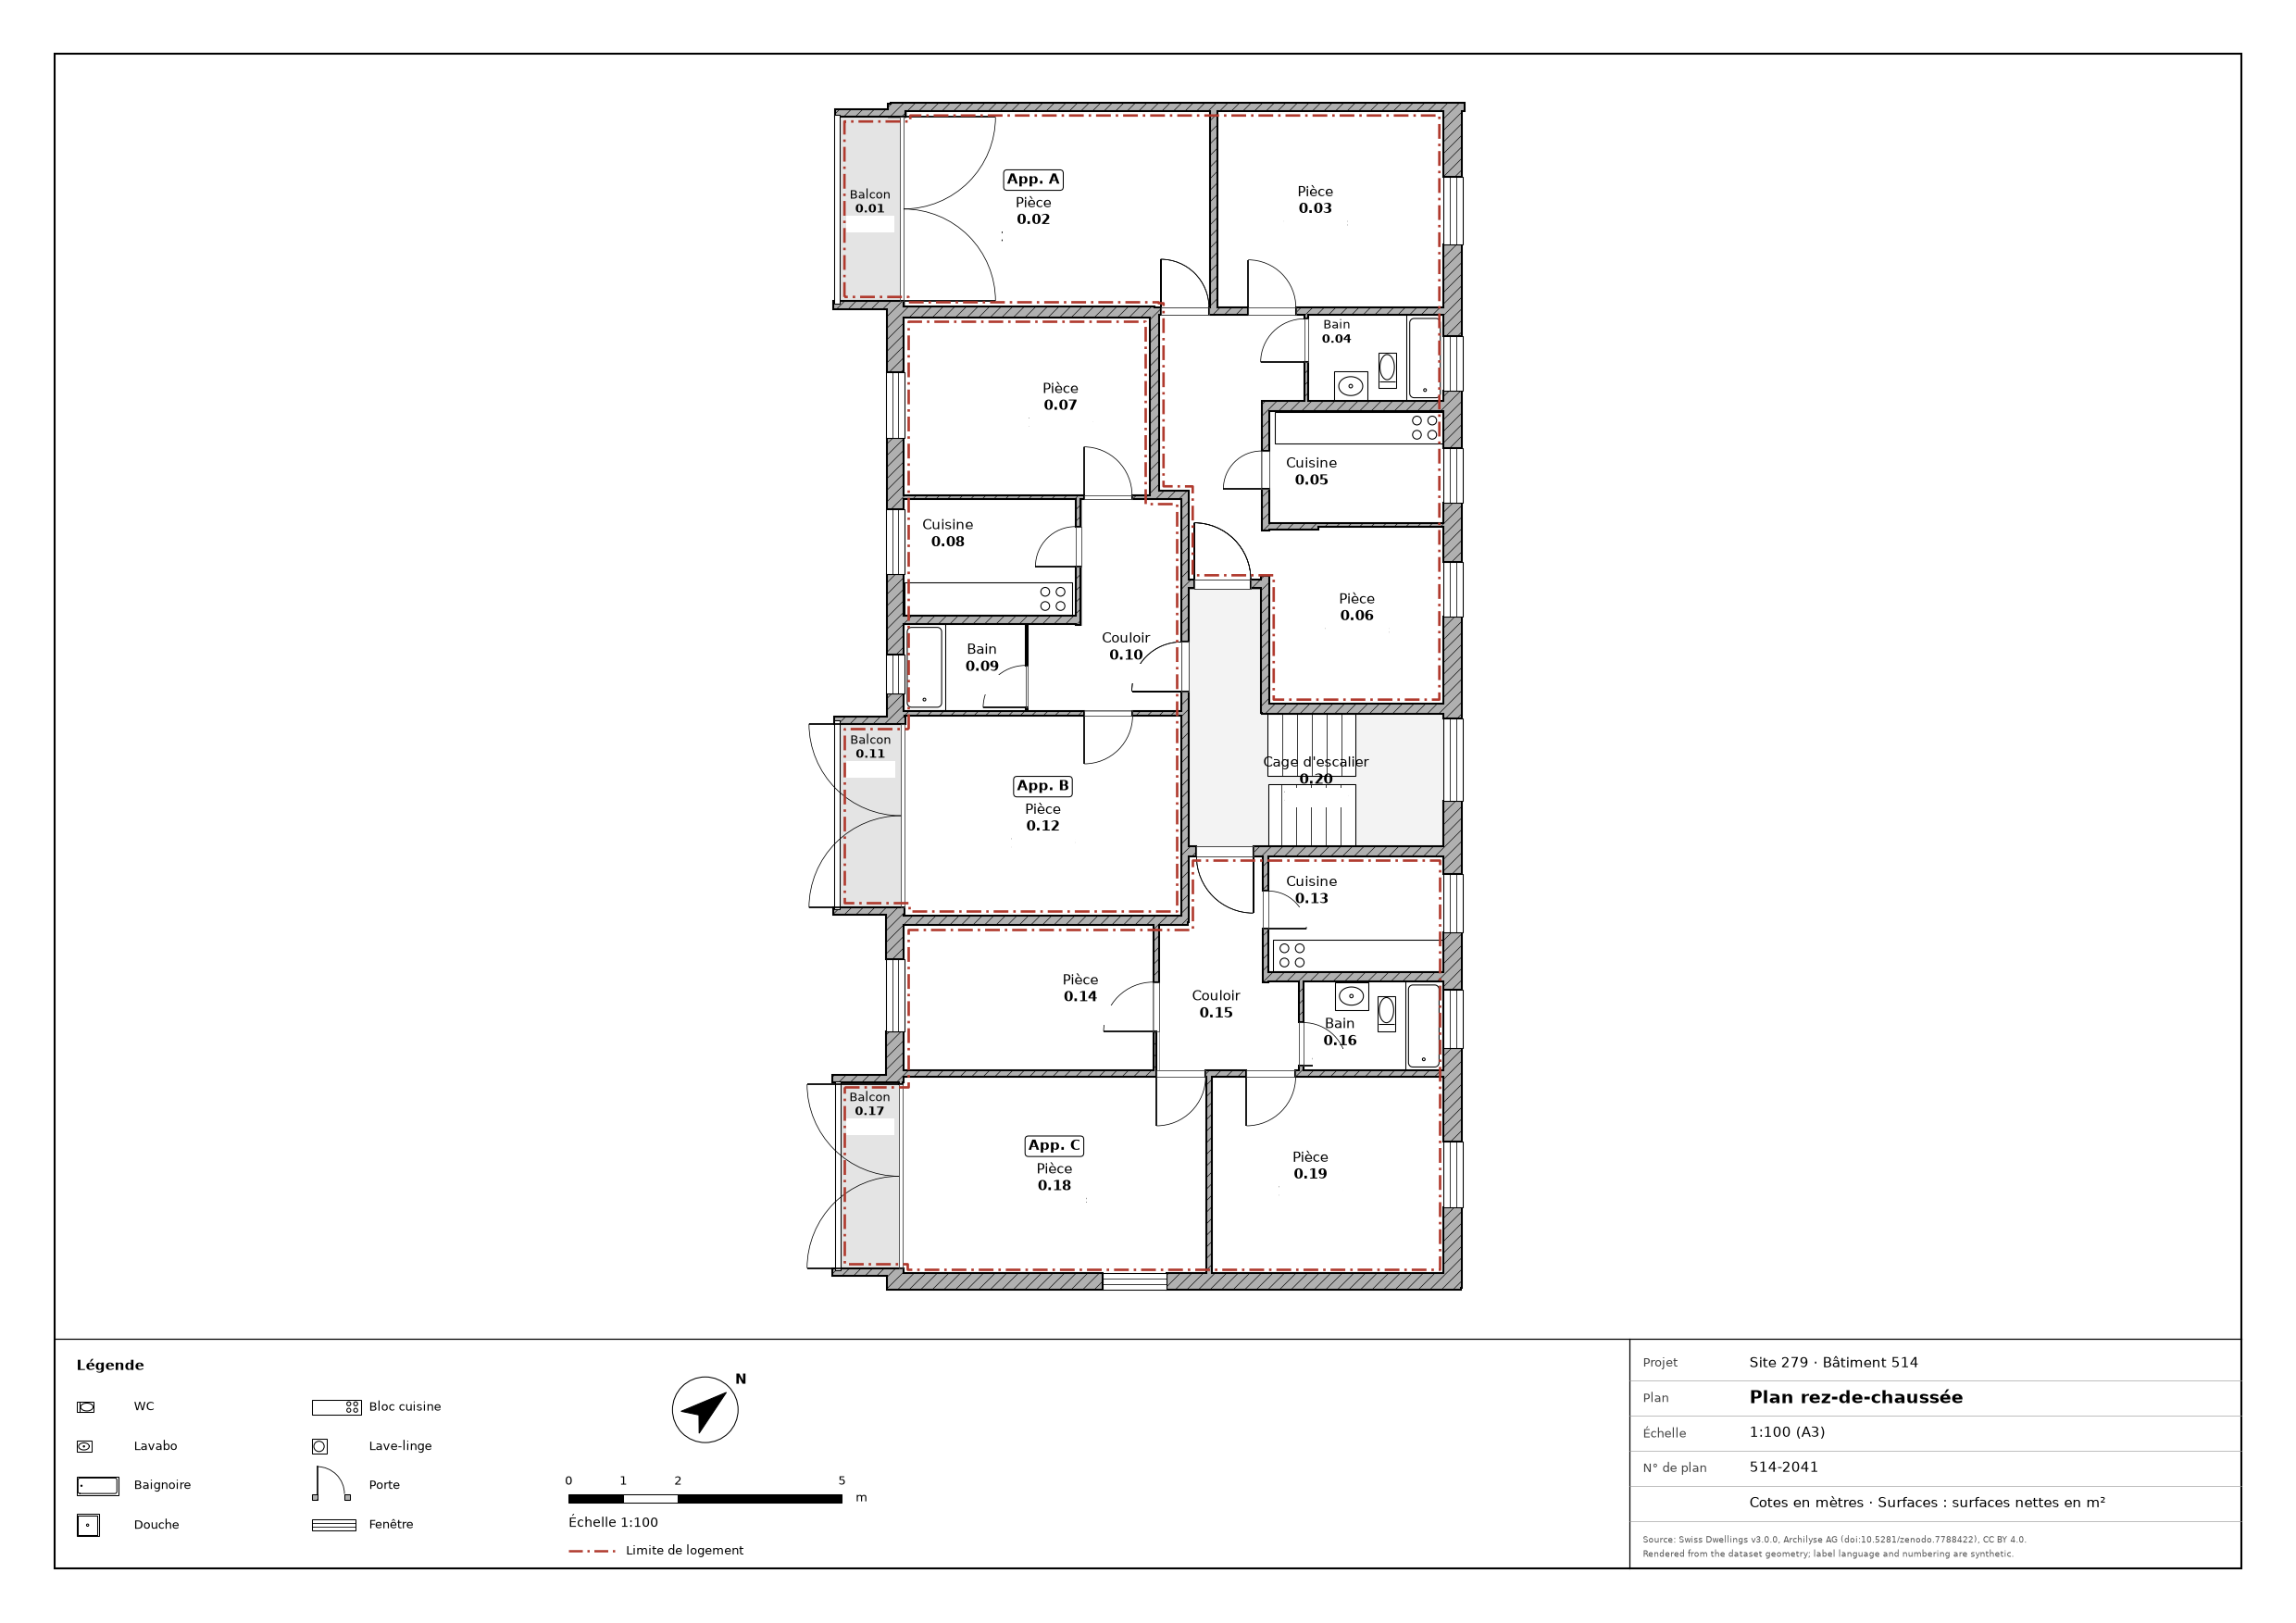 App. A
Pièce
0.02
Balcon
0.01
Pièce
0.03
Bain
0.04
Pièce
0.07
Cuisine
0.05
Cuisine
0.08
Pièce
0.06
Couloir
0.10
Bain
0.09
Balcon
0.11
Cage d'escalier
0.20
App. B
Pièce
0.12
Cuisine
0.13
Pièce
0.14
Couloir
0.15
Bain
0.16
Balcon
0.17
App. C
Pièce
0.18
Pièce
0.19
Légende
WC
Lavabo
Baignoire
Douche
Bloc cuisine
Lave-linge
Porte
Fenêtre
N
0 1 2 5 m
Échelle 1:100
Limite de logement
Projet Site 279 · Bâtiment 514
Plan Plan rez-de-chaussée
Échelle 1:100 (A3)
N° de plan 514-2041
Cotes en mètres · Surfaces : surfaces nettes en m²
Source: Swiss Dwellings v3.0.0, Archilyse AG (doi:10.5281/zenodo.7788422), CC BY 4.0.
Rendered from the dataset geometry; label language and numbering are synthetic.